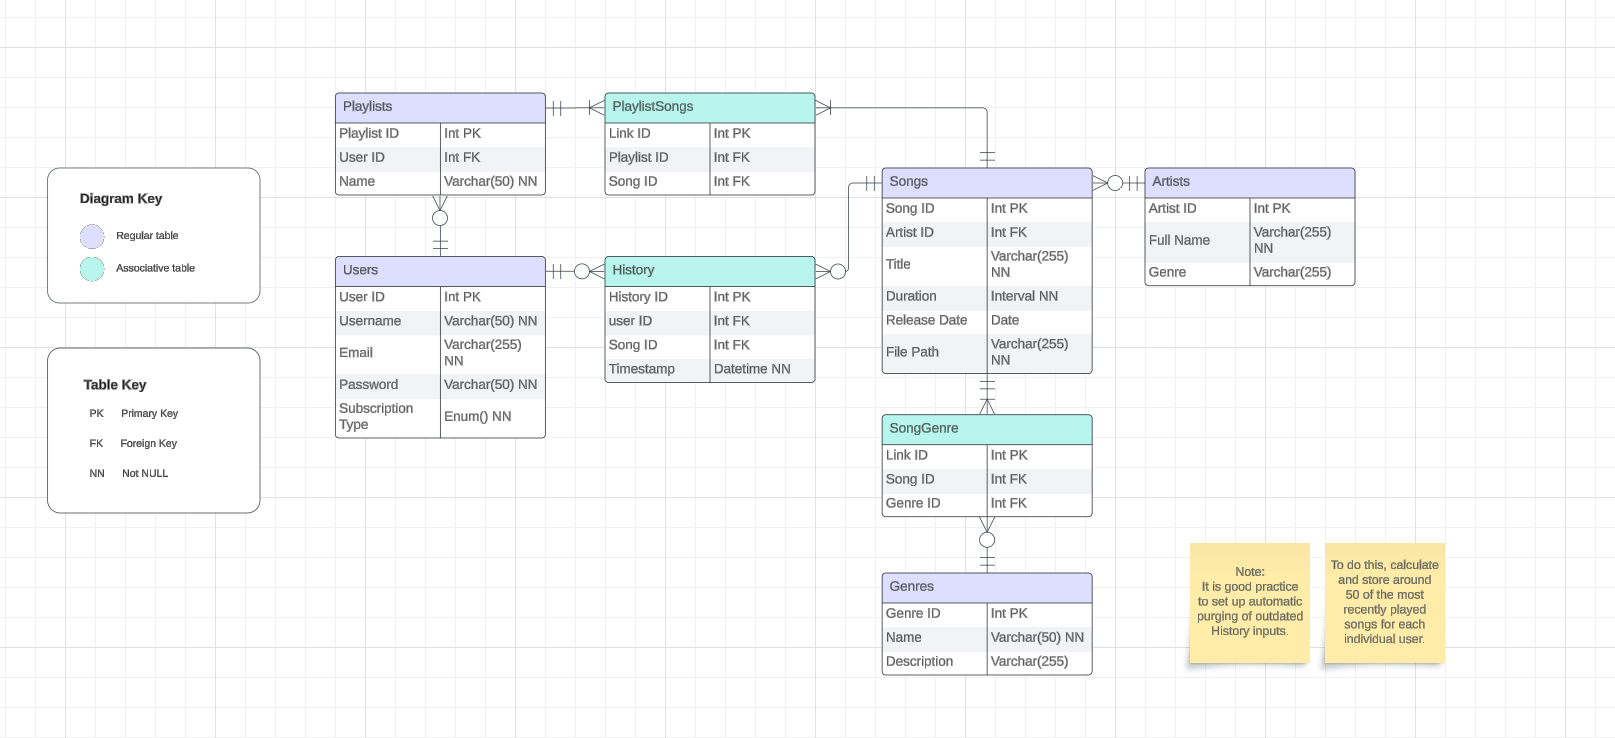 Diagram Key
Regular table
Associative table
Table Key
PK Primary Key
FK Foreign Key
NN Not NULL
Playlists
Playlist ID Int PK
User ID Int FK
Name Varchar(50) NN
PlaylistSongs
Link ID Int PK
Playlist ID Int FK
Song ID Int FK
Users
User ID Int PK
Username Varchar(50) NN
Email Varchar(255)
NN
Password Varchar(50) NN
Subscription
Type Enum() NN
History
History ID Int PK
user ID Int FK
Song ID Int FK
Timestamp Datetime NN
Songs
Song ID Int PK
Artist ID Int FK
Title Varchar(255)
NN
Duration Interval NN
Release Date Date
File Path Varchar(255)
NN
Artists
Artist ID Int PK
Full Name Varchar(255)
NN
Genre Varchar(255)
SongGenre
Link ID Int PK
Song ID Int FK
Genre ID Int FK
Genres
Genre ID Int PK
Name Varchar(50) NN
Description Varchar(255)
Note:
It is good practice
to set up automatic
purging of outdated
History inputs.
To do this, calculate
and store around
50 of the most
recently played
songs for each
individual user.